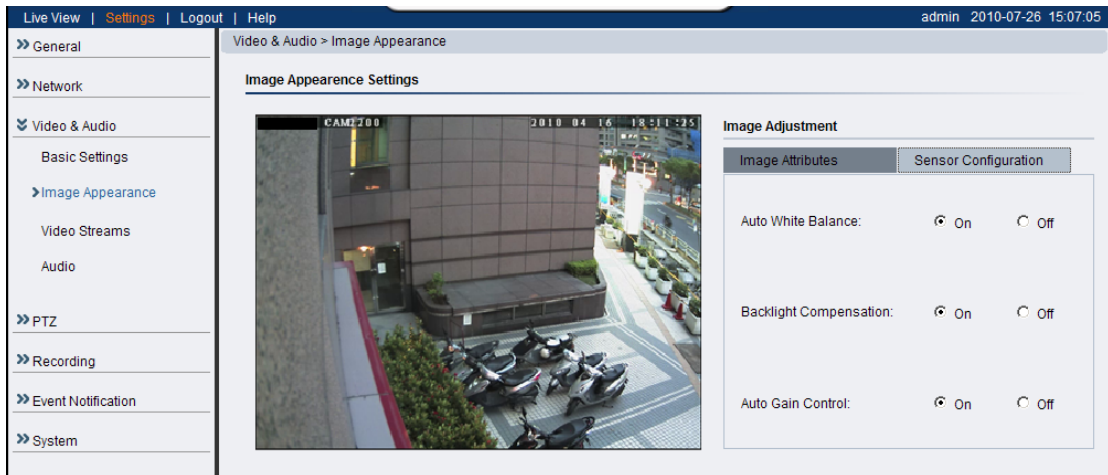 Live View | Settings | Logout | Help admin 2010-07-26 15:07:05
General
Network
Video & Audio
Basic Settings
Image Appearance
Video Streams
Audio
PTZ
Recording
Event Notification
System
Video & Audio > Image Appearance
Image Appearence Settings
CAM2200 2010 04 16 18:11:25
Image Adjustment
Image Attributes Sensor Configuration
Auto White Balance: On Off
Backlight Compensation: On Off
Auto Gain Control: On Off